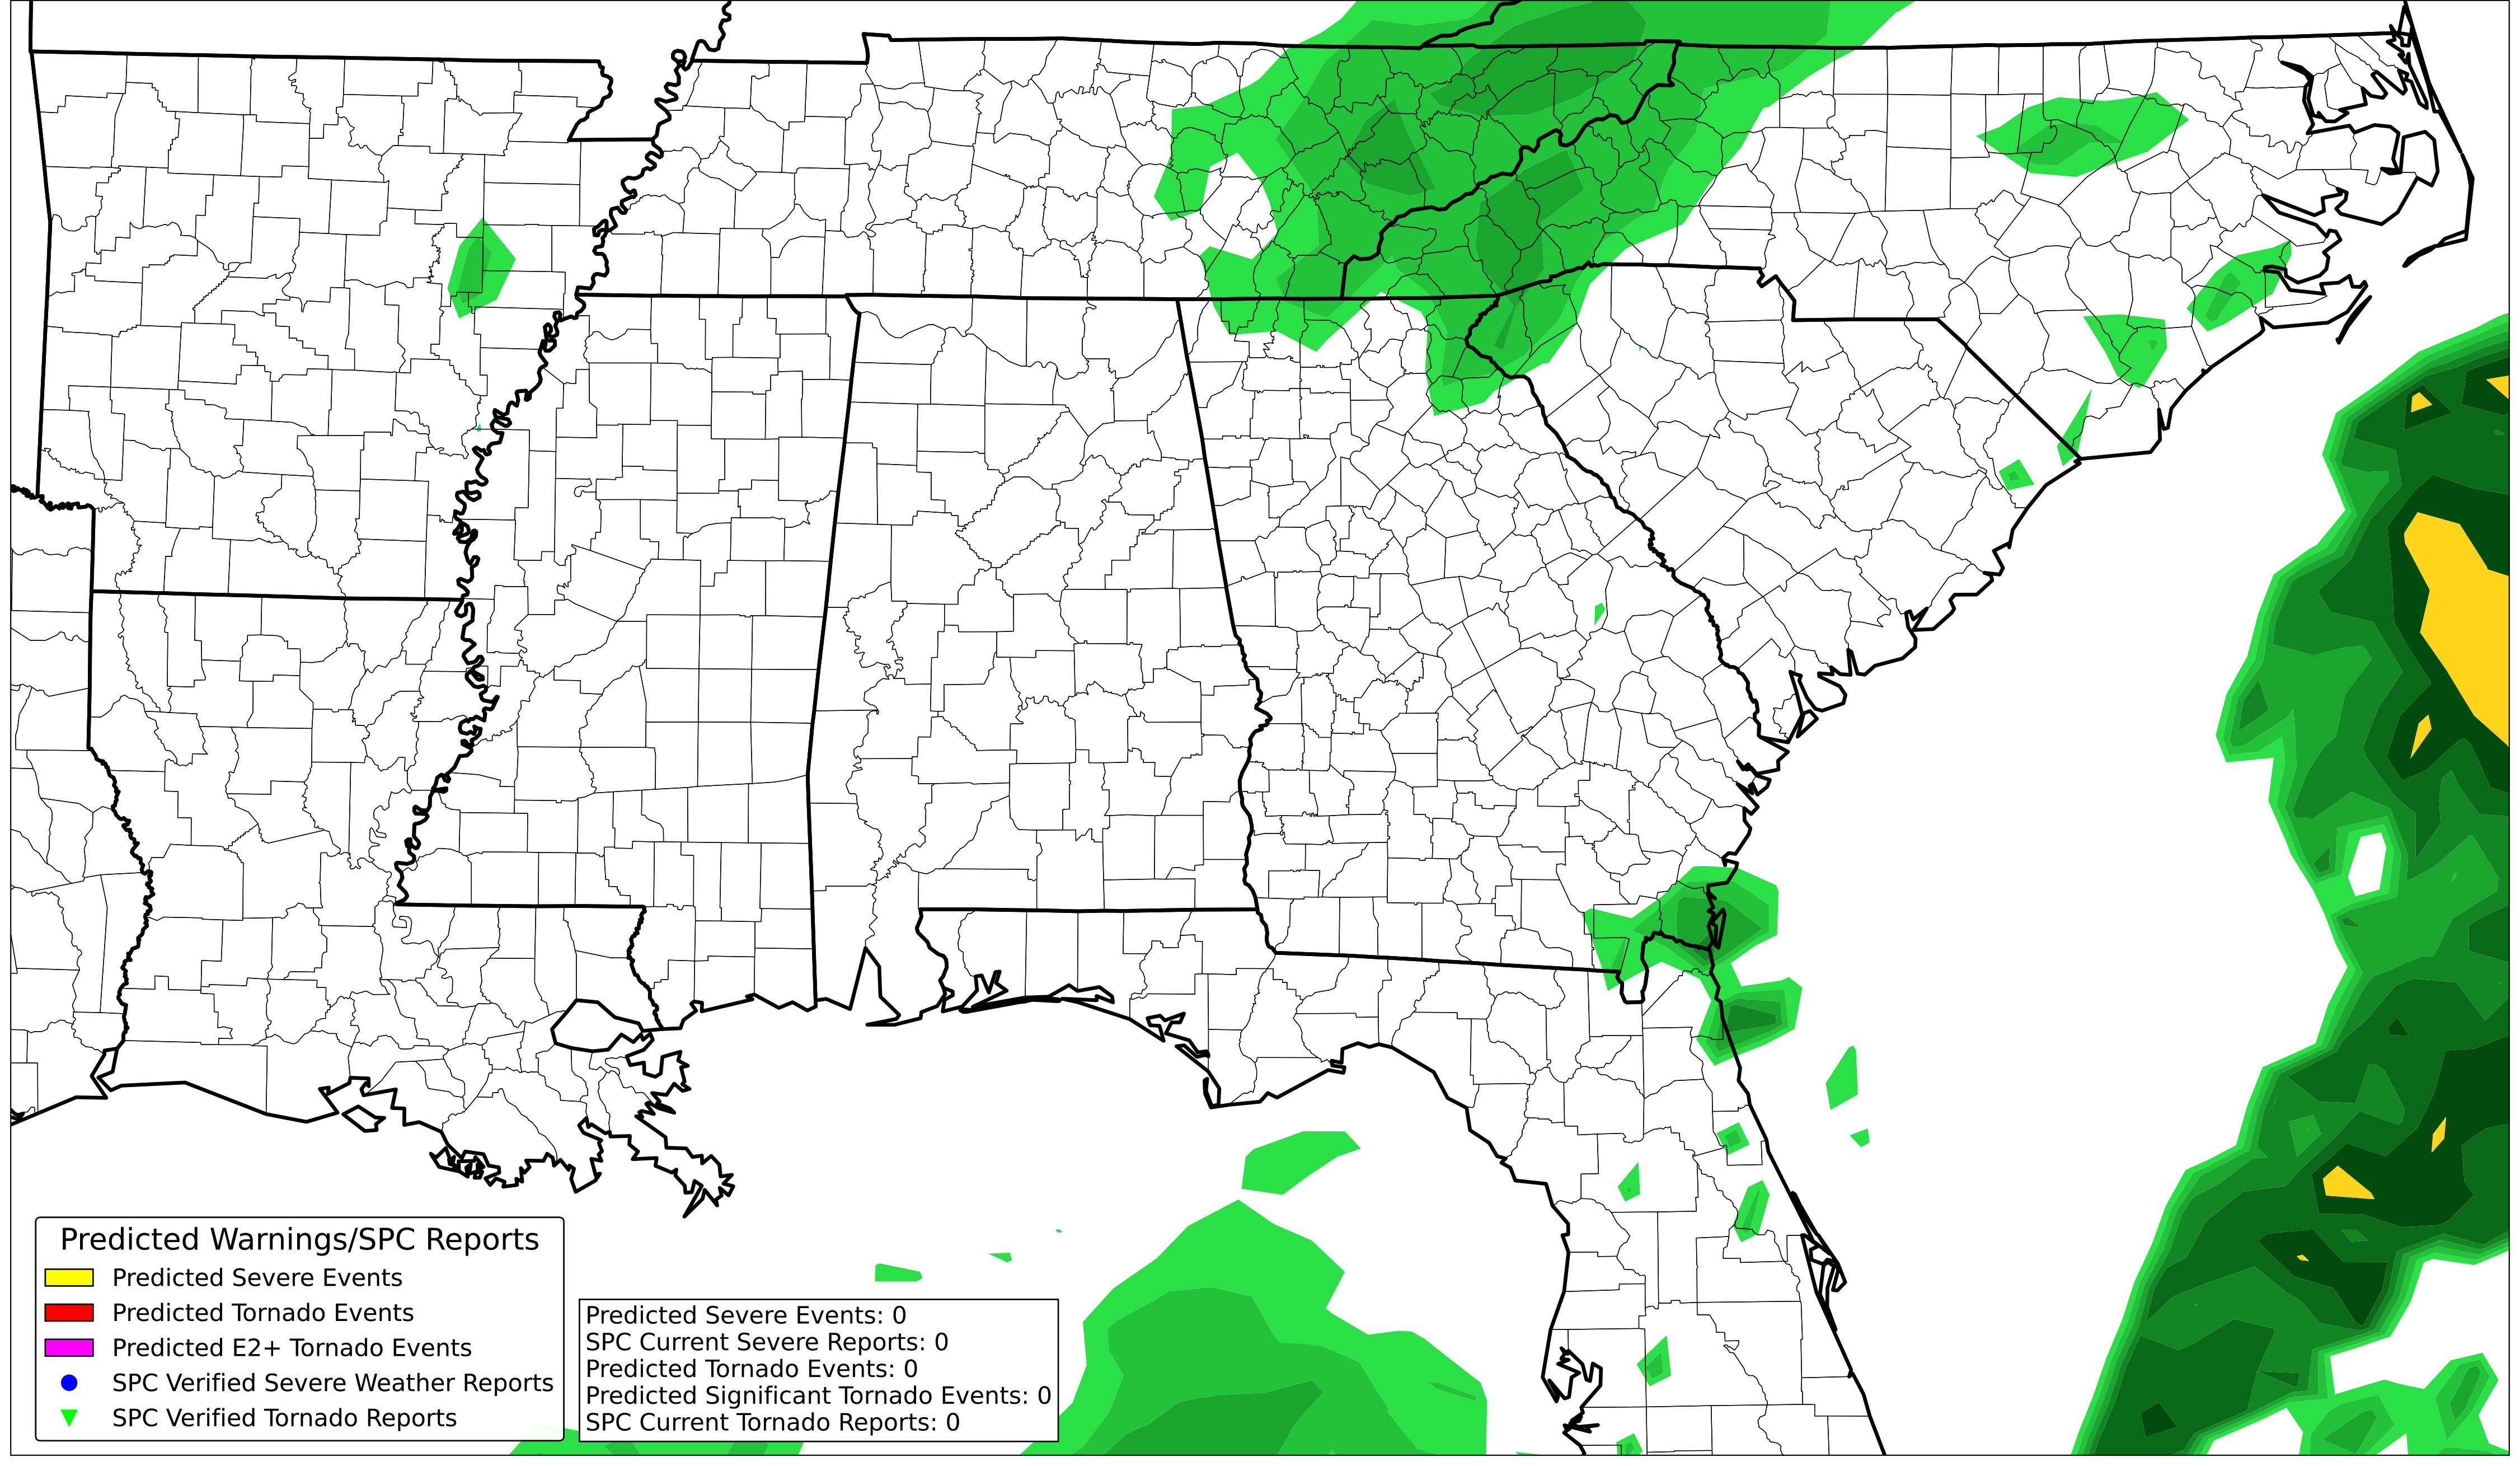 Predicted Warnings/SPC Reports
Predicted Severe Events
Predicted Tornado Events
Predicted E2+ Tornado Events
SPC Verified Severe Weather Reports
SPC Verified Tornado Reports
Predicted Severe Events: 0
SPC Current Severe Reports: 0
Predicted Tornado Events: 0
Predicted Significant Tornado Events: 0
SPC Current Tornado Reports: 0